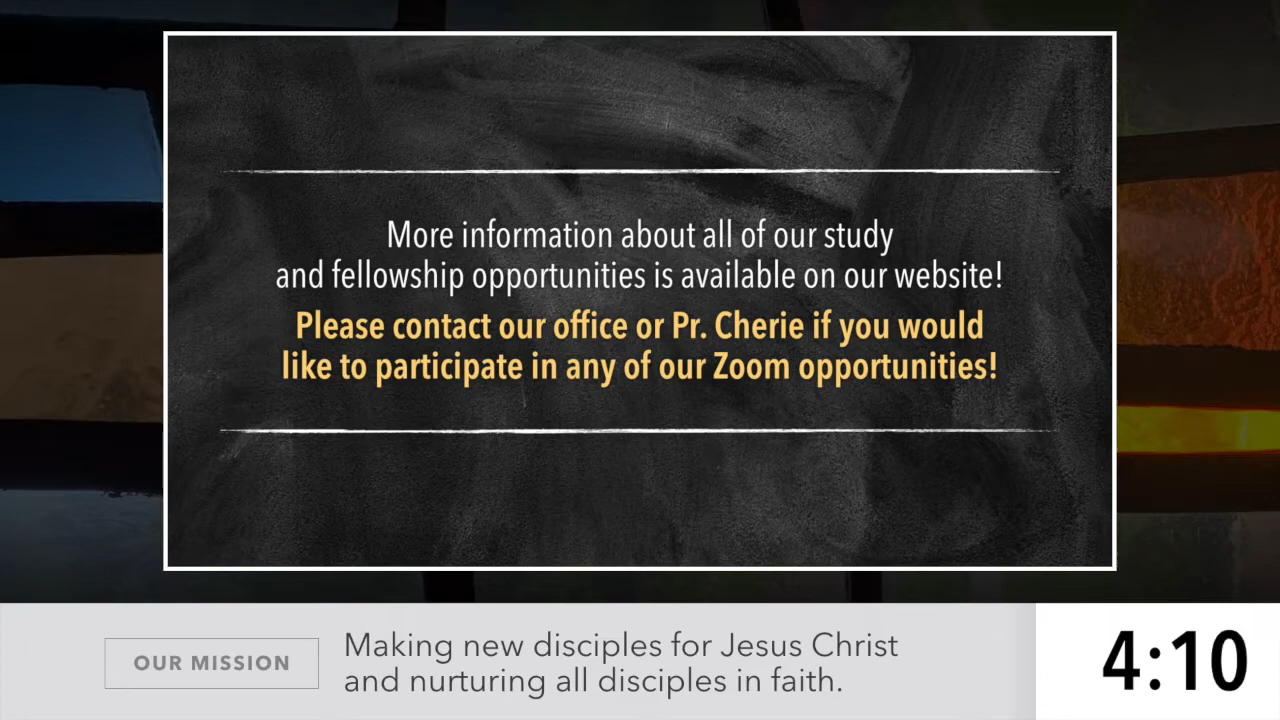 More information about all of our study
and fellowship opportunities is available on our website!
Please contact our office or Pr. Cherie if you would
like to participate in any of our Zoom opportunities!
OUR MISSION
Making new disciples for Jesus Christ
and nurturing all disciples in faith.
4:10